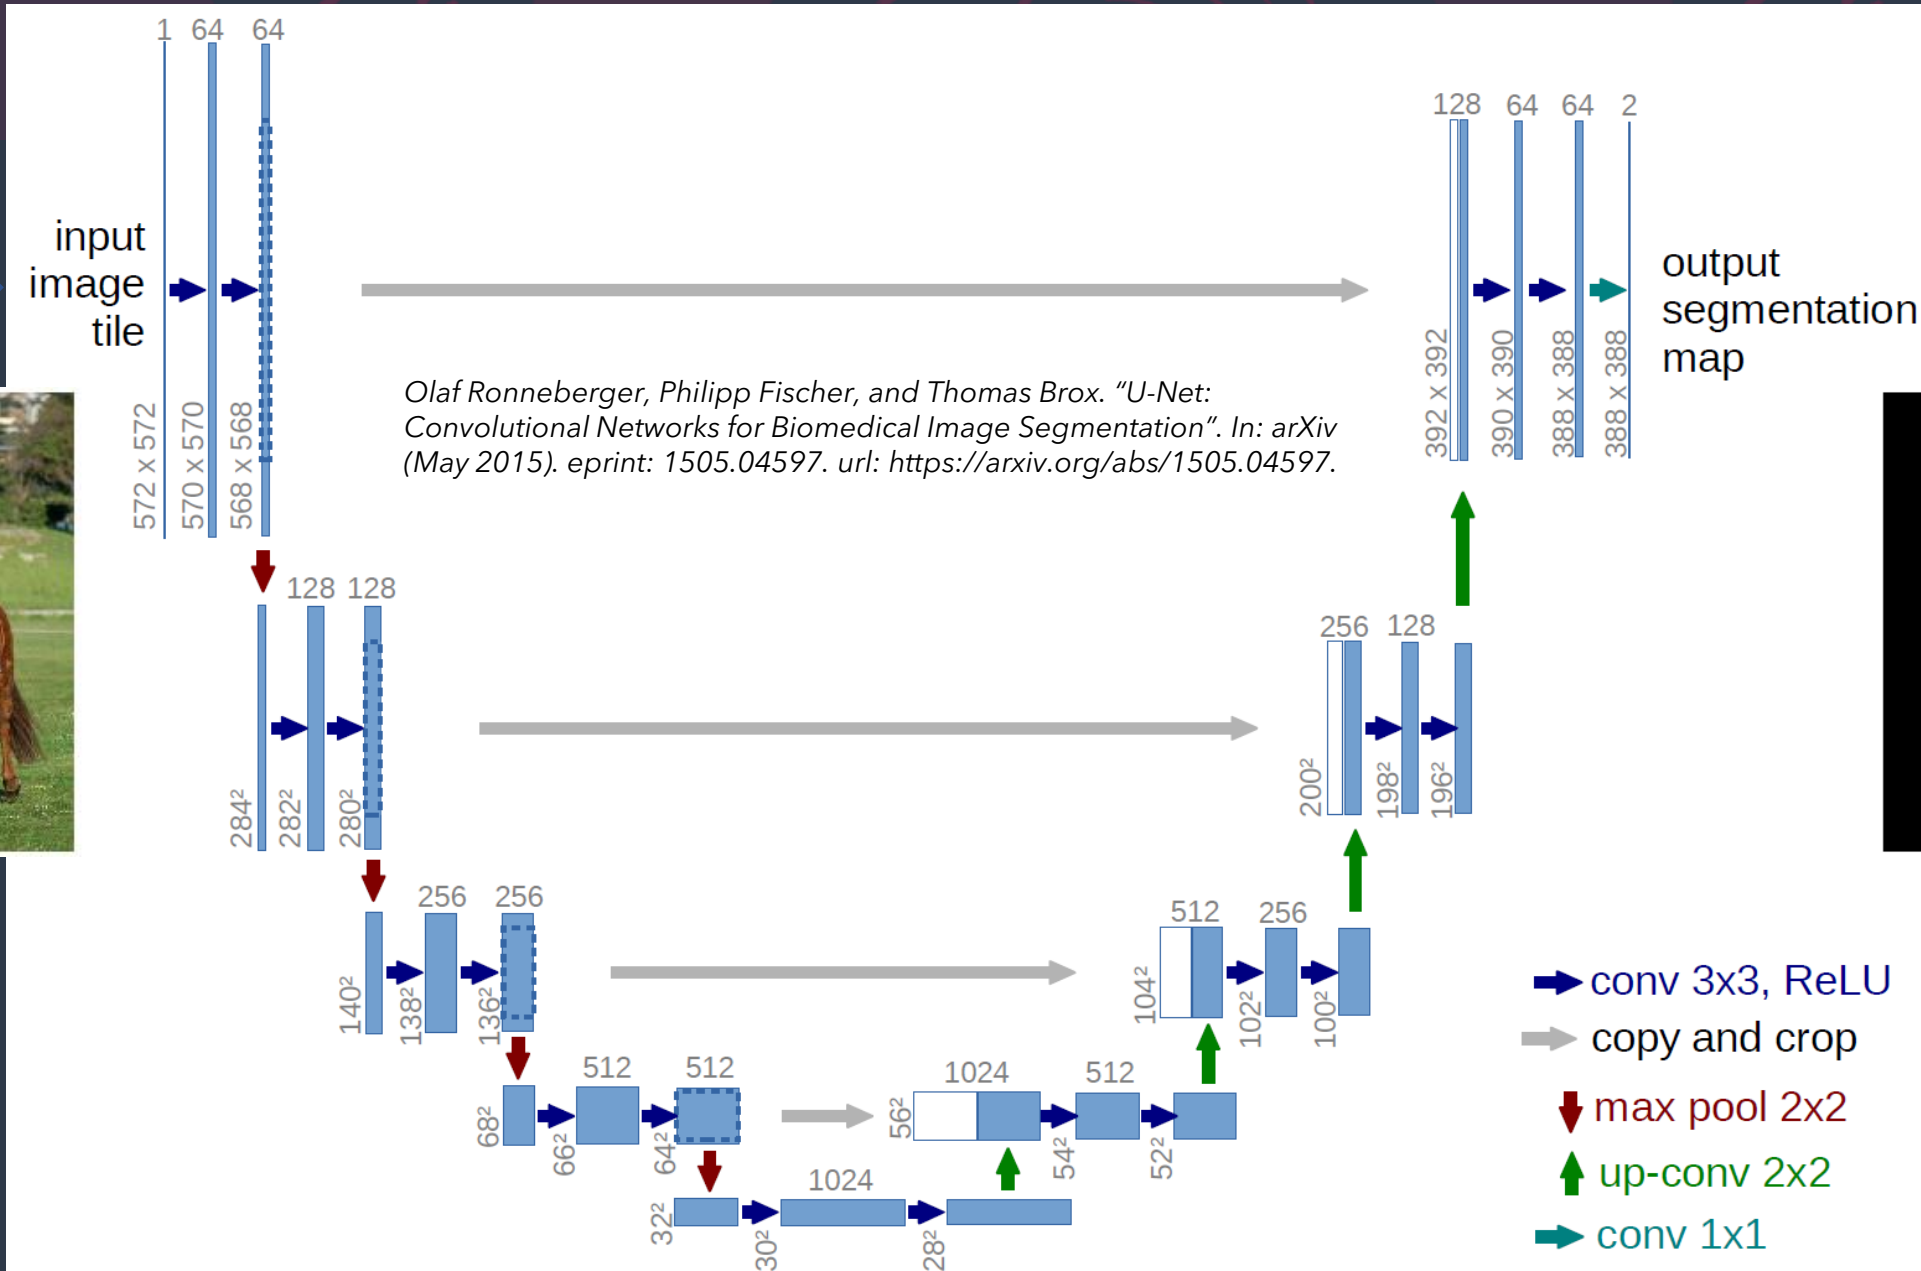 1 64 64
128 64 64 2
input
image
tile
output
segmentation
map
572 x 572
570 x 570
568 x 568
392 x 392
390 x 390
388 x 388
388 x 388
Olaf Ronneberger, Philipp Fischer, and Thomas Brox. “U-Net:
Convolutional Networks for Biomedical Image Segmentation”. In: arXiv
(May 2015). eprint: 1505.04597. url: https://arxiv.org/abs/1505.04597.
128 128
256 128
284²
282²
280²
200²
198²
196²
256 256
512 256
140²
138²
136²
104²
102²
100²
512 512
1024 512
68²
66²
64²
56²
54²
52²
1024
32²
30²
28²
conv 3x3, ReLU
copy and crop
max pool 2x2
up-conv 2x2
conv 1x1